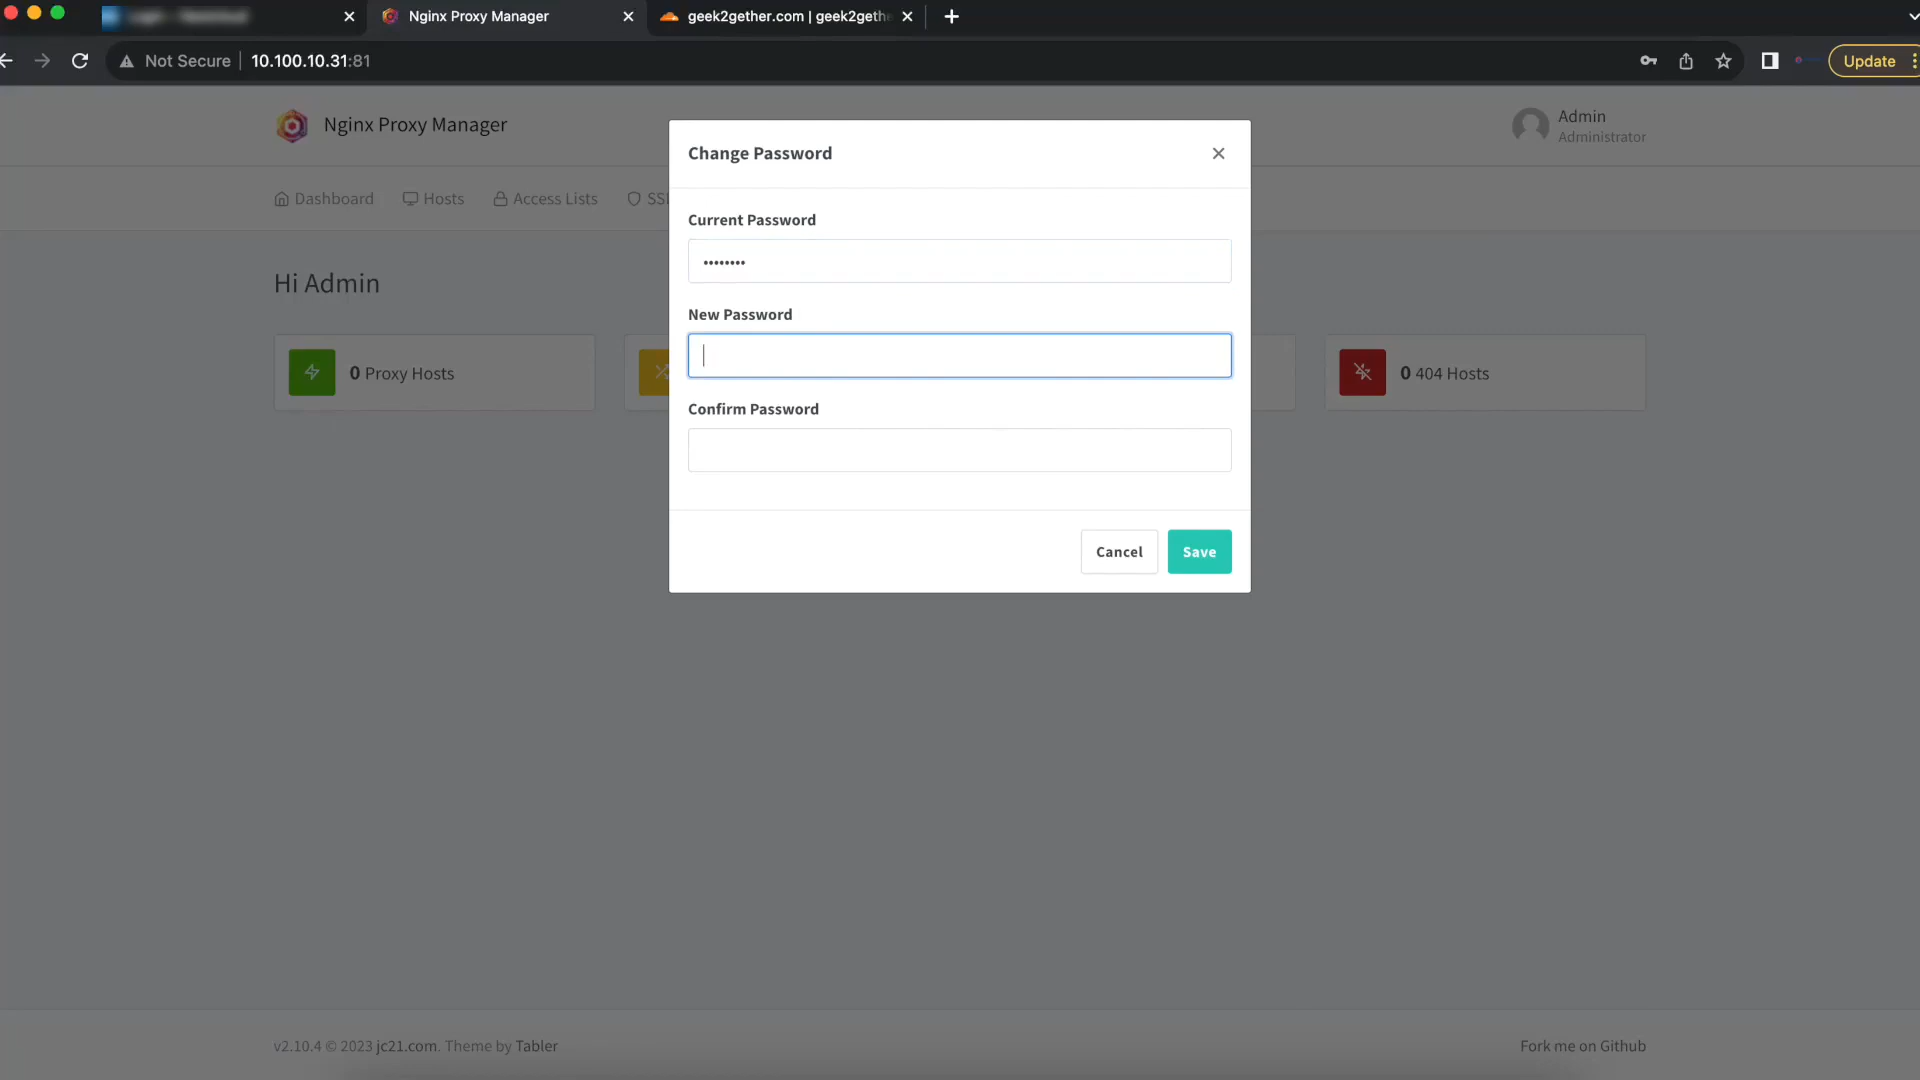 Nginx Proxy Manager
geek2gether.com | geek2geth
Not Secure
10.100.10.31:81
Update
Nginx Proxy Manager
Admin
Administrator
Dashboard
Hosts
Access Lists
Hi Admin
0 Proxy Hosts
0 404 Hosts
Change Password
Current Password
••••••••
New Password
Confirm Password
Cancel
Save
v2.10.4 © 2023 jc21.com. Theme by Tabler
Fork me on Github